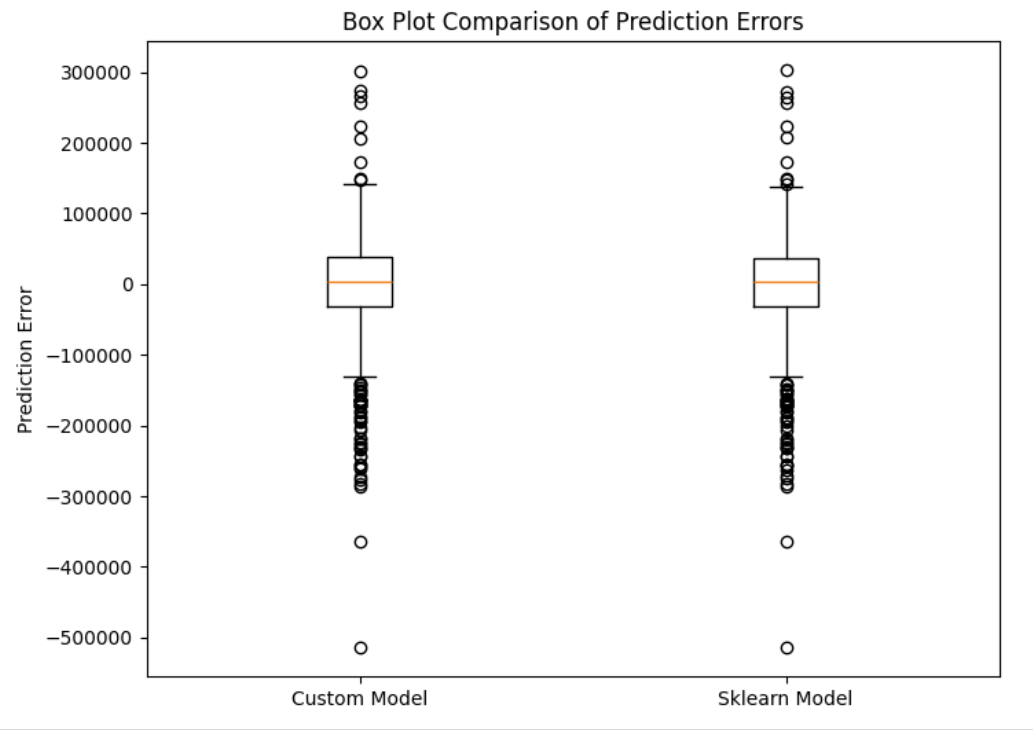 Box Plot Comparison of Prediction Errors
300000
200000
100000
0
−100000
−200000
−300000
−400000
−500000
Prediction Error
Custom Model
Sklearn Model